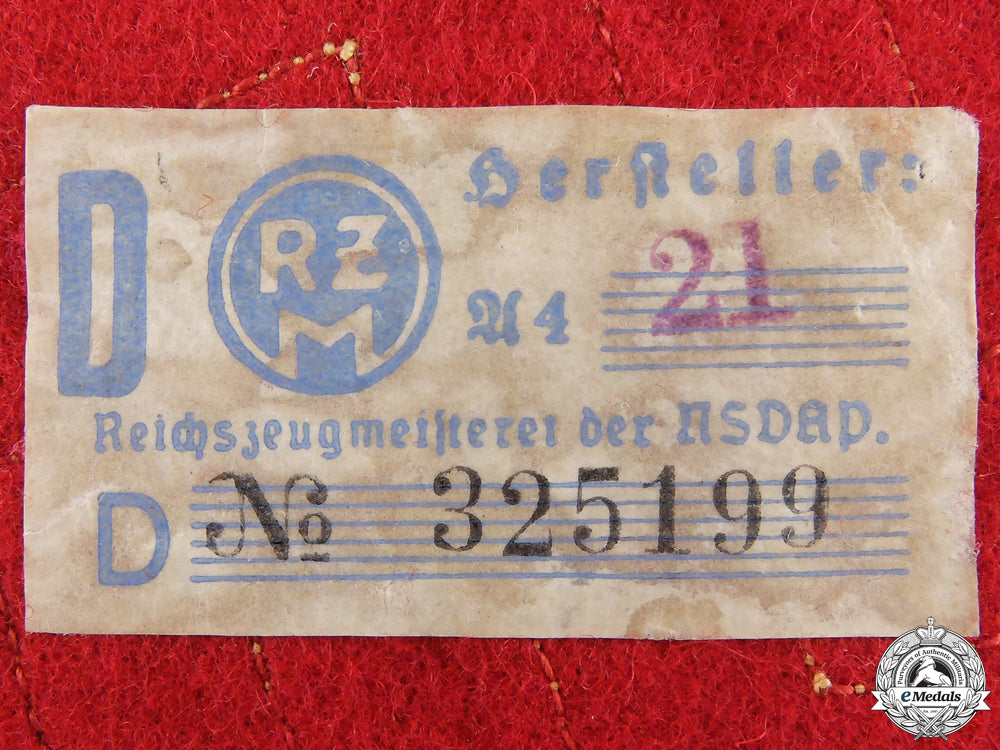 D RZM Hersteller:
A4 21
Reichszeugmeisterei der NSDAP.
D № 325199
eMedals